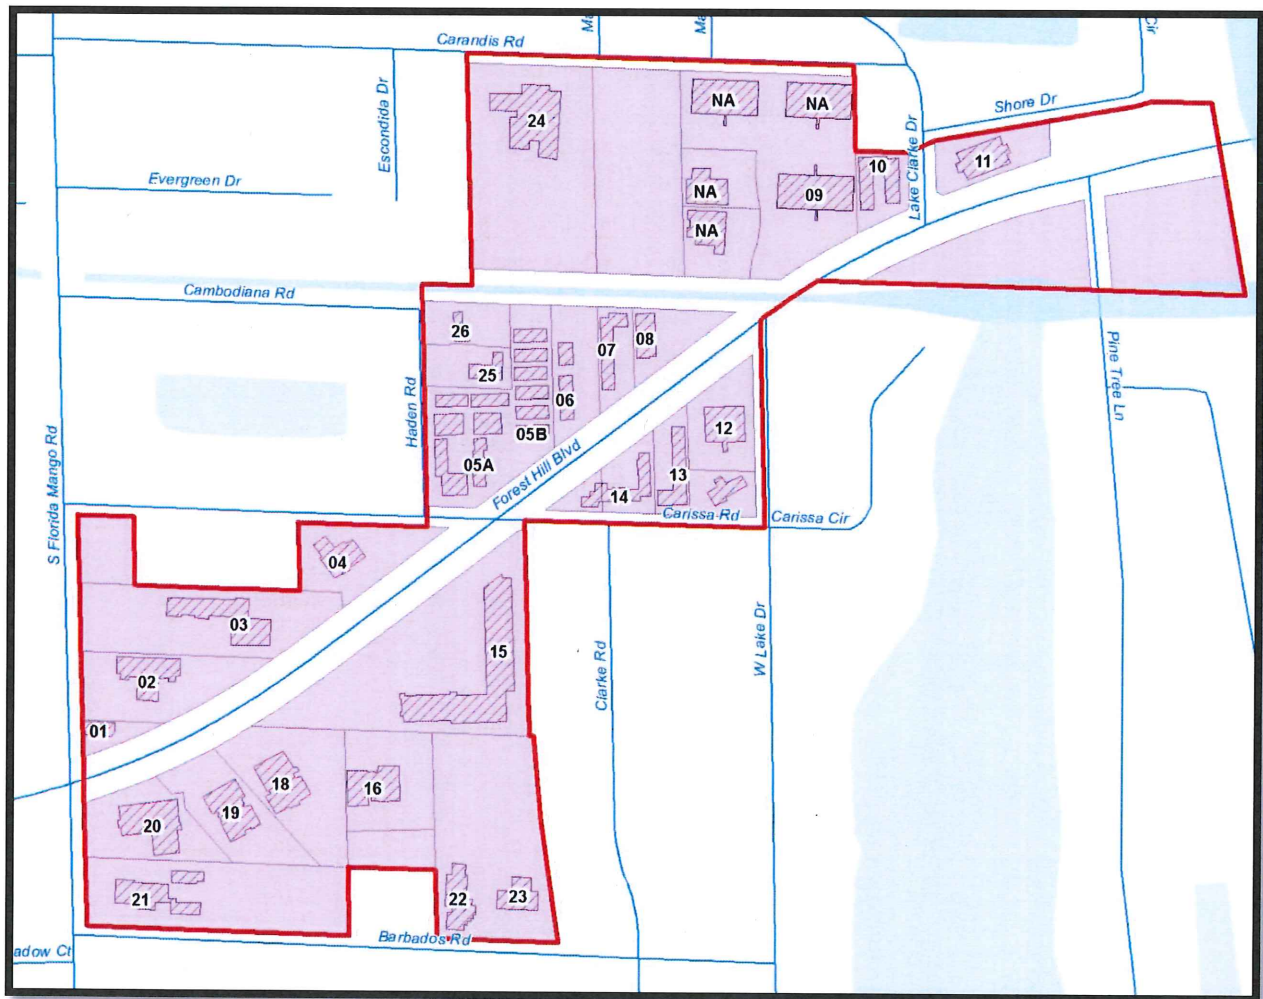 Ma
Ma
Cir
Carandis Rd
Escondida Dr
24
NA
NA
Shore Dr
Lake Clarke Dr
10
11
Evergreen Dr
NA
09
NA
Cambodiana Rd
26
07
08
25
Haden Rd
06
05B
05A
Forest Hill Blvd
12
13
14
Pine Tree Ln
S Florida Mango Rd
Carissa Rd
Carissa Cir
04
03
15
02
Clarke Rd
W Lake Dr
01
18
16
19
20
21
22
23
Barbados Rd
adow Ct